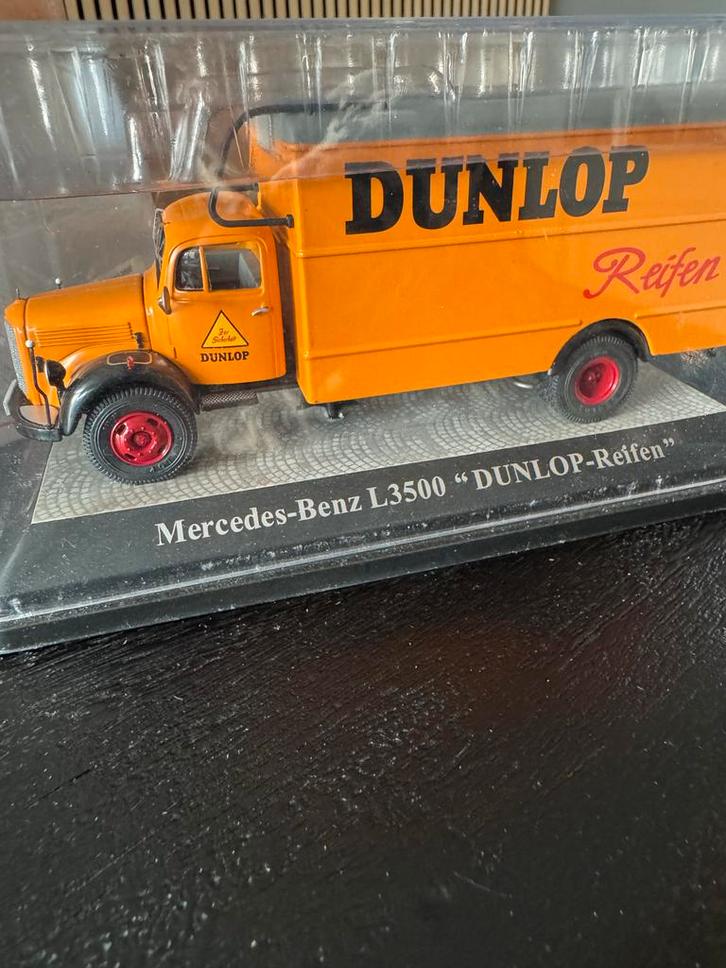 DUNLOP
Reifen
DUNLOP
Mercedes-Benz L3500 “DUNLOP-Reifen”